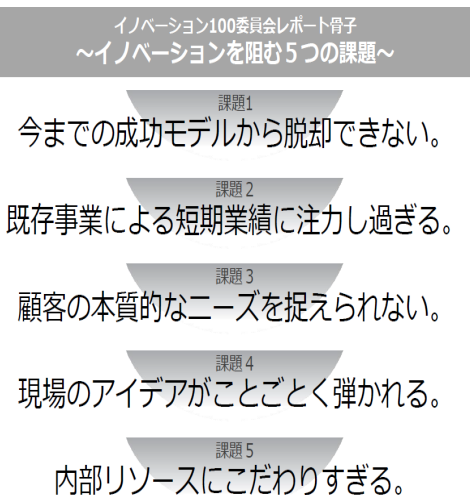 イノベーション100委員会レポート骨子
～イノベーションを阻む５つの課題～
課題1
今までの成功モデルから脱却できない。
課題２
既存事業による短期業績に注力し過ぎる。
課題３
顧客の本質的なニーズを捉えられない。
課題４
現場のアイデアがことごとく弾かれる。
課題５
内部リソースにこだわりすぎる。